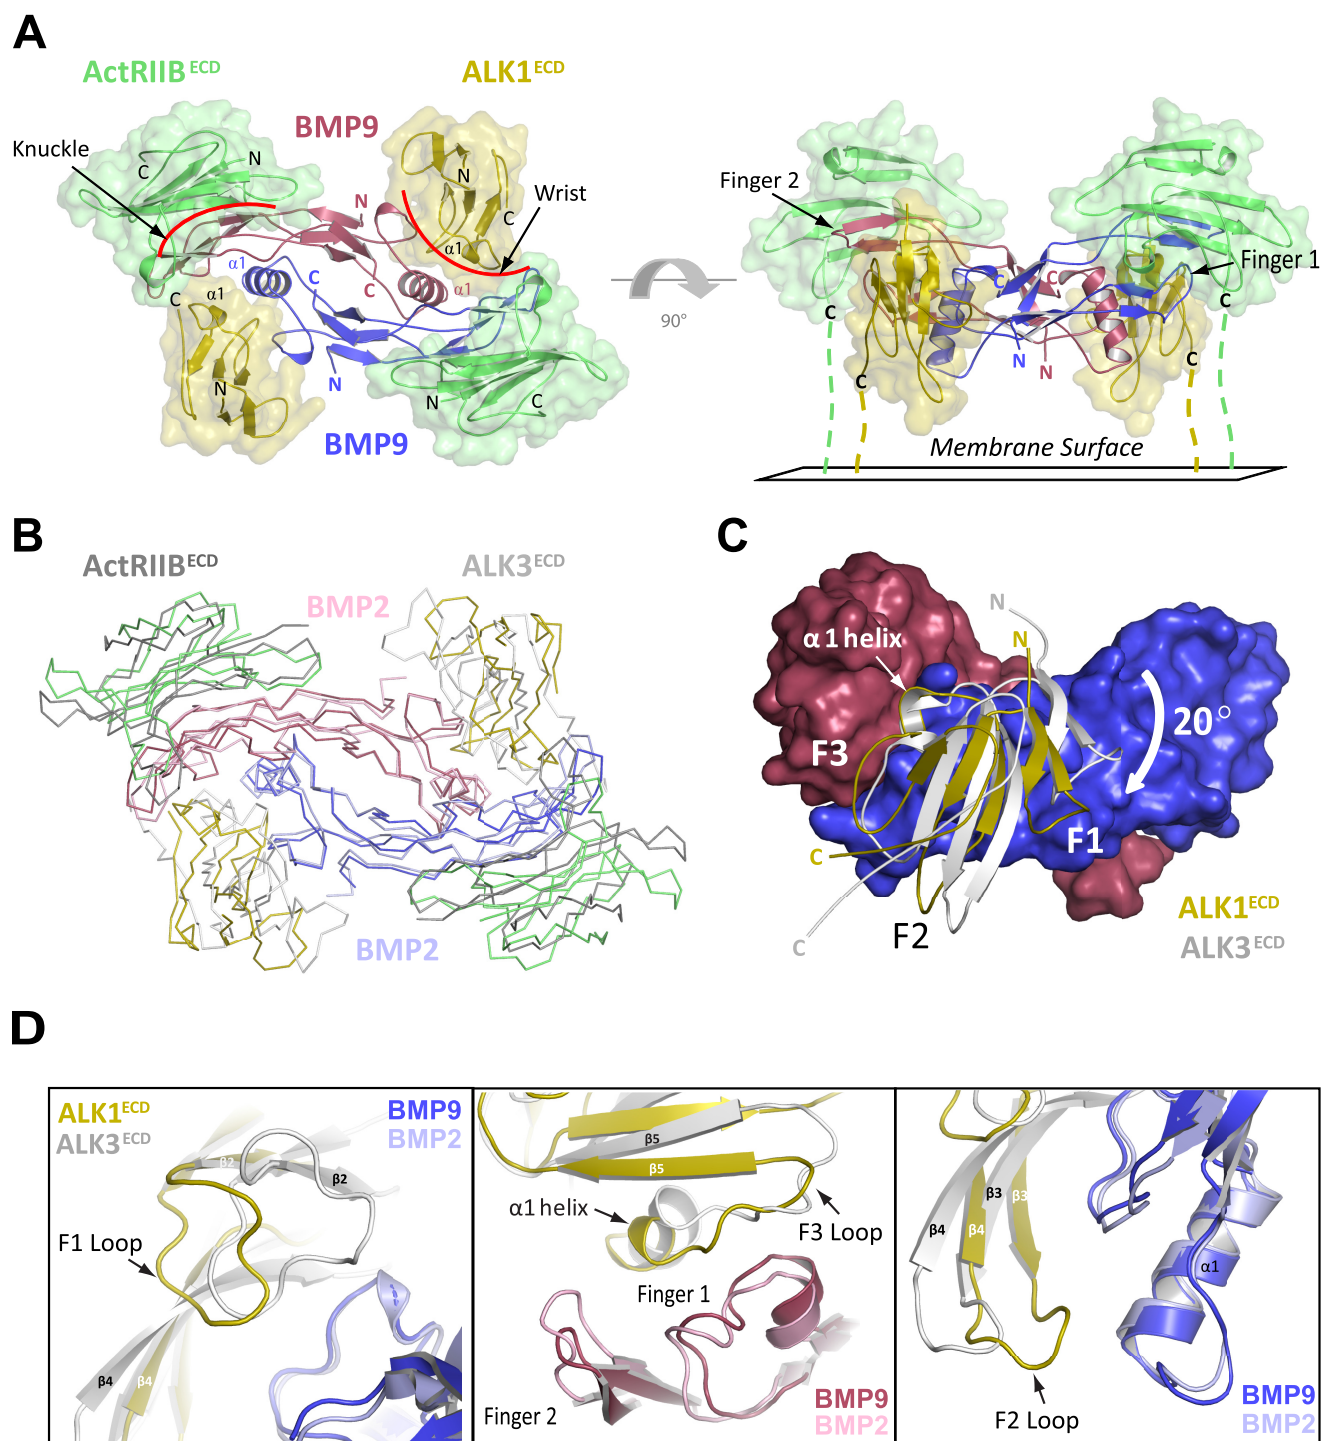 A
ActRIIB ECD
ALK1 ECD
BMP9
Knuckle
C
N
N
N
C
Wrist
α1
α1
C
C
α1
α1
C
N
N
N
C
BMP9
90°
Finger 2
Finger 1
C
C
C
C
N
N
C
C
Membrane Surface
B
ActRIIB ECD
ALK3 ECD
BMP2
BMP2
C
N
N
α1 helix
20°
F3
F1
C
F2
C
ALK1 ECD
ALK3 ECD
D
ALK1 ECD
ALK3 ECD
BMP9
BMP2
β2
β2
F1 Loop
β4
β4
β5
β5
α1 helix
F3 Loop
Finger 1
Finger 2
BMP9
BMP2
β3
β3
β4
β4
α1
F2 Loop
BMP9
BMP2